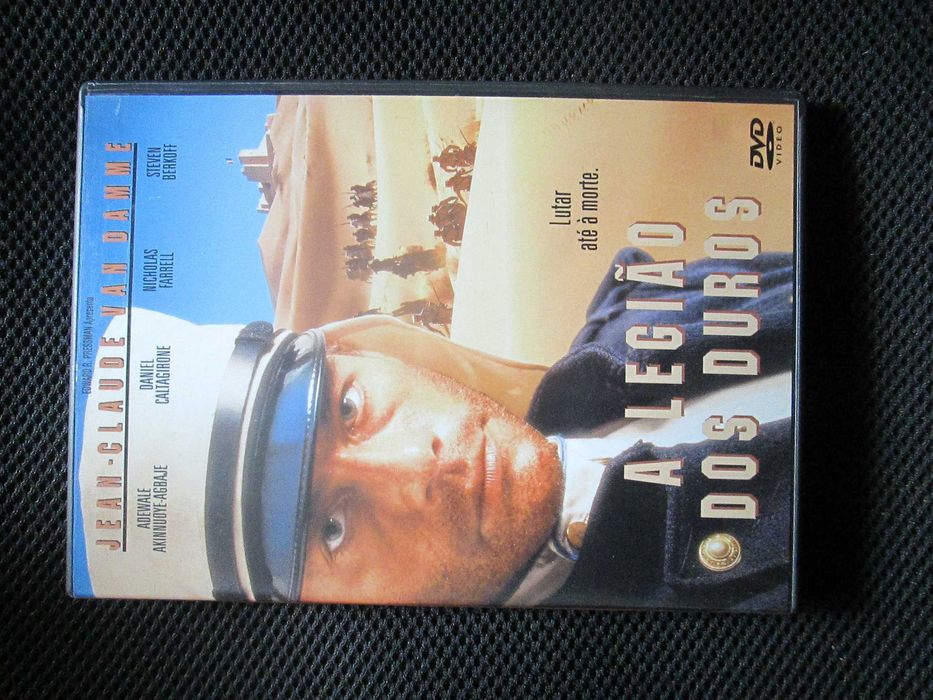 EDWARD R. PRESSMAN Apresenta
JEAN-CLAUDE VAN DAMME
ADEWALE
AKINNUOYE-AGBAJE
DANIEL
CALTAGIRONE
NICHOLAS
FARRELL
STEVEN
BERKOFF
Lutar
até à morte.
A LEGIÃO
DOS DUROS
DVD
VIDEO